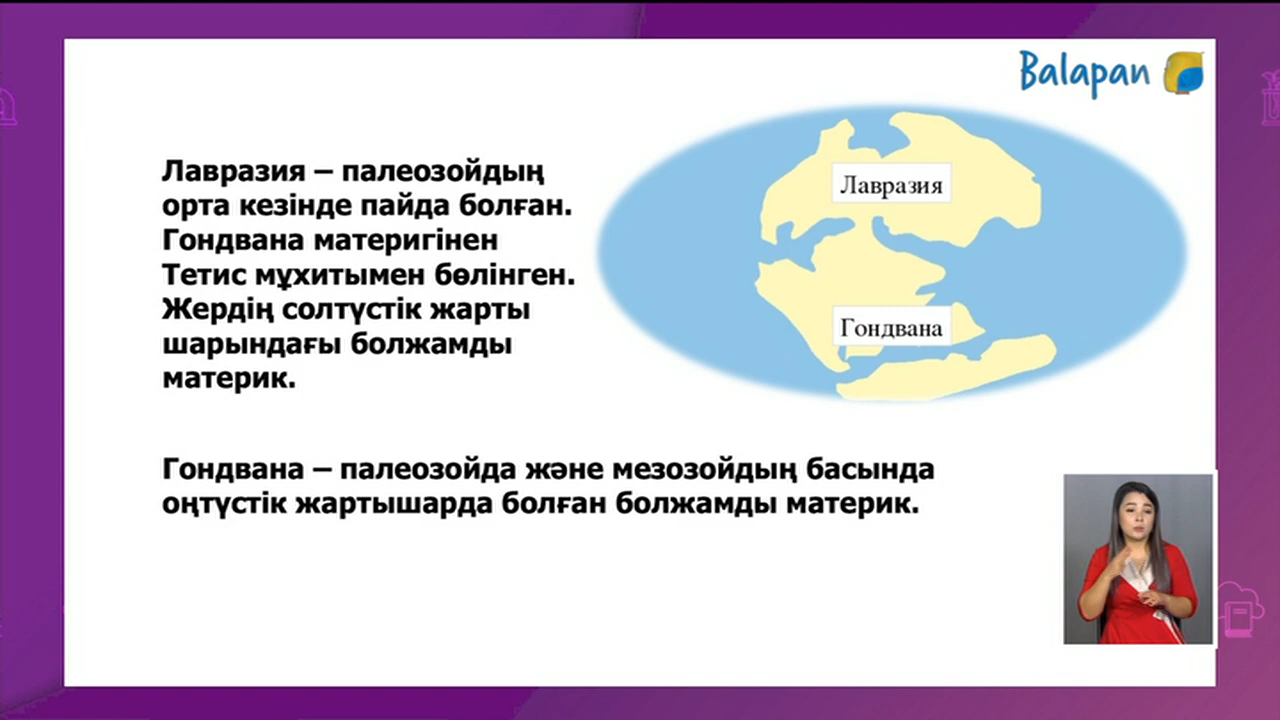 Balapan
Лавразия – палеозойдың
орта кезінде пайда болған.
Гондвана материгінен
Тетис мұхитымен бөлінген.
Жердің солтүстік жарты
шарындағы болжамды
материк.
Лавразия
Гондвана
Гондвана – палеозойда және мезозойдың басында
оңтүстік жартышарда болған болжамды материк.